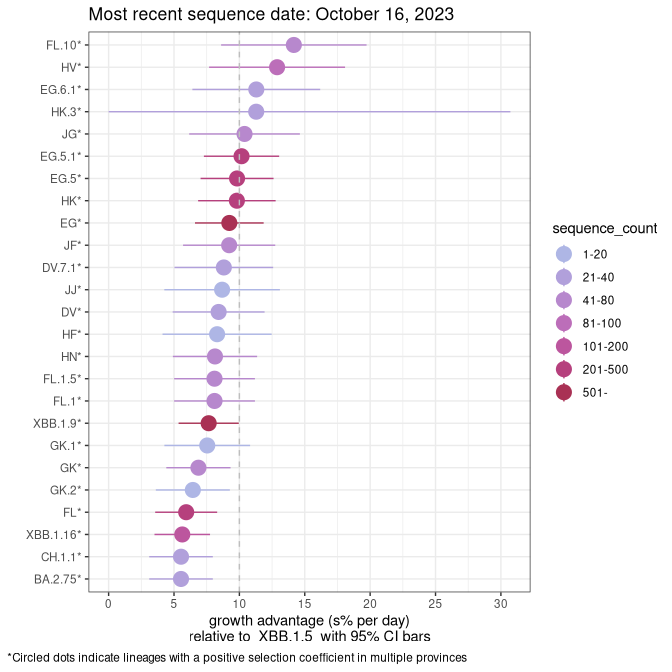 Most recent sequence date: October 16, 2023
FL.10*
HV*
EG.6.1*
HK.3*
JG*
EG.5.1*
EG.5*
HK*
EG*
JF*
DV.7.1*
JJ*
DV*
HF*
HN*
FL.1.5*
FL.1*
XBB.1.9*
GK.1*
GK*
GK.2*
FL*
XBB.1.16*
CH.1.1*
BA.2.75*
0 5 10 15 20 25 30
growth advantage (s% per day)
relative to XBB.1.5 with 95% CI bars
sequence_count
1-20
21-40
41-80
81-100
101-200
201-500
501-
*Circled dots indicate lineages with a positive selection coefficient in multiple provinces